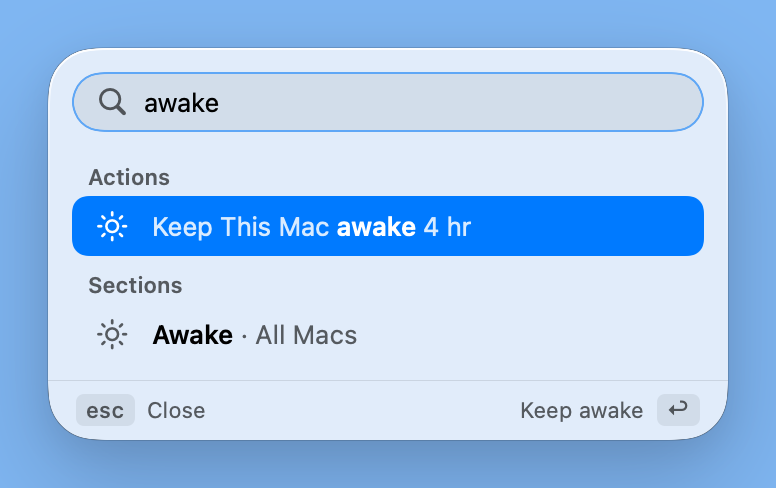 awake
Actions
Keep This Mac awake 4 hr
Sections
Awake · All Macs
esc Close Keep awake